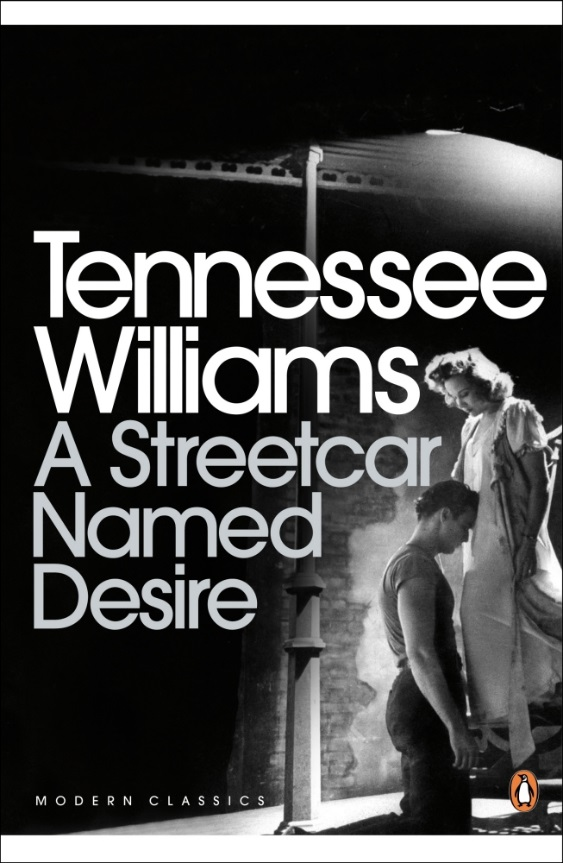 Tennessee
Williams
A Streetcar
Named
Desire
MODERN CLASSICS